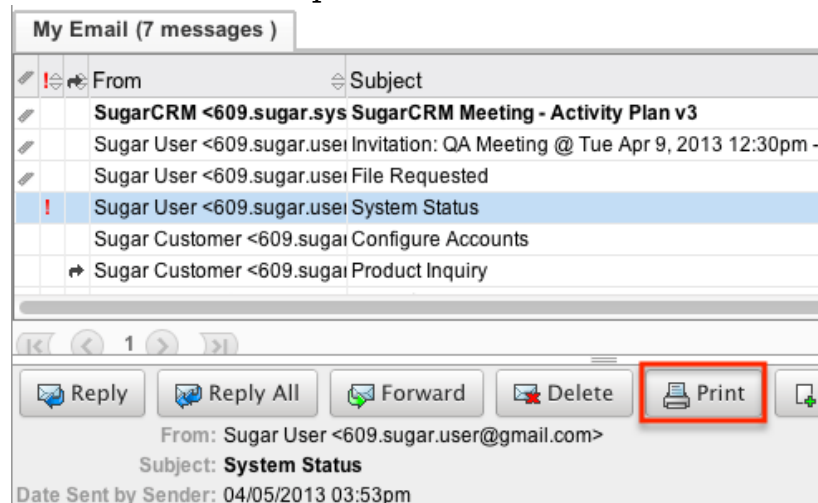 My Email (7 messages )
! From Subject
SugarCRM <609.sugar.sys SugarCRM Meeting - Activity Plan v3
Sugar User <609.sugar.user Invitation: QA Meeting @ Tue Apr 9, 2013 12:30pm -
Sugar User <609.sugar.user File Requested
! Sugar User <609.sugar.user System Status
Sugar Customer <609.sugar Configure Accounts
Sugar Customer <609.sugar Product Inquiry
1
Reply Reply All Forward Delete Print
From: Sugar User <609.sugar.user@gmail.com>
Subject: System Status
Date Sent by Sender: 04/05/2013 03:53pm